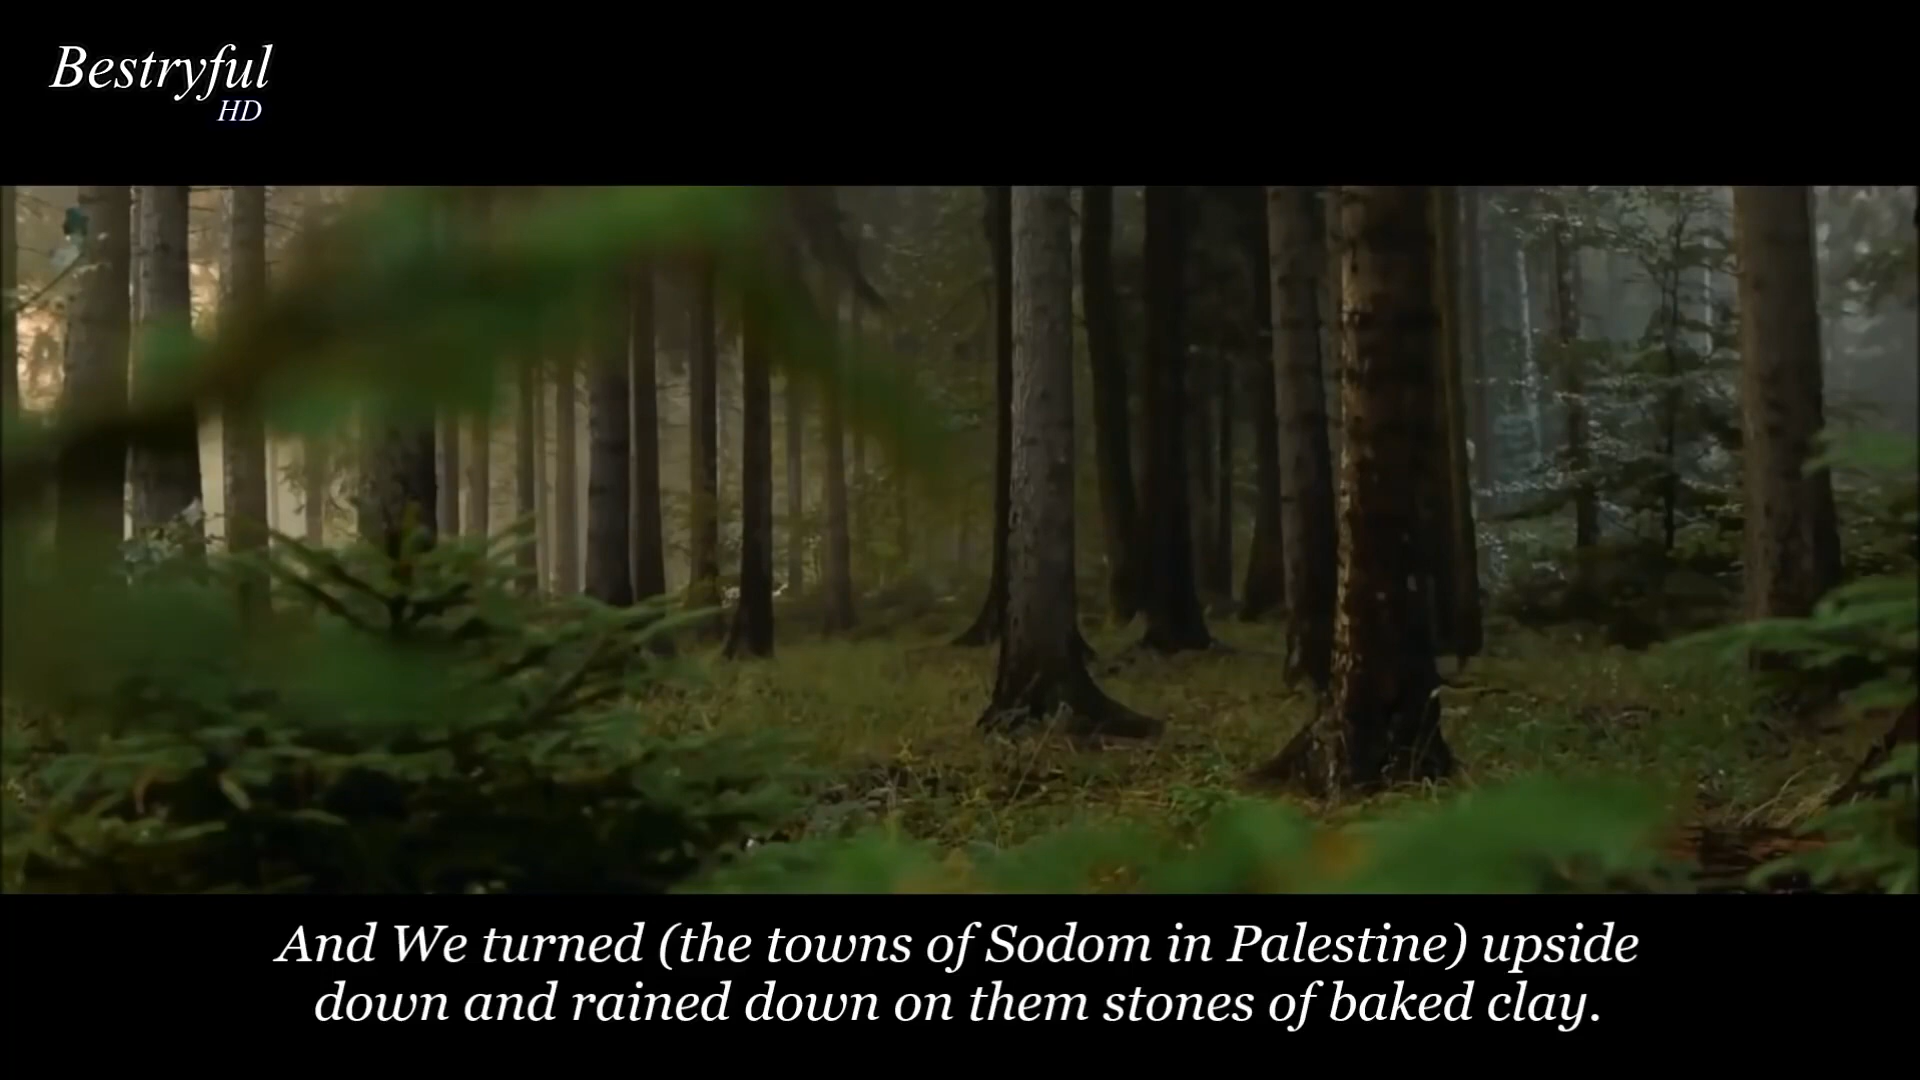 Bestryful
HD
And We turned (the towns of Sodom in Palestine) upside
down and rained down on them stones of baked clay.